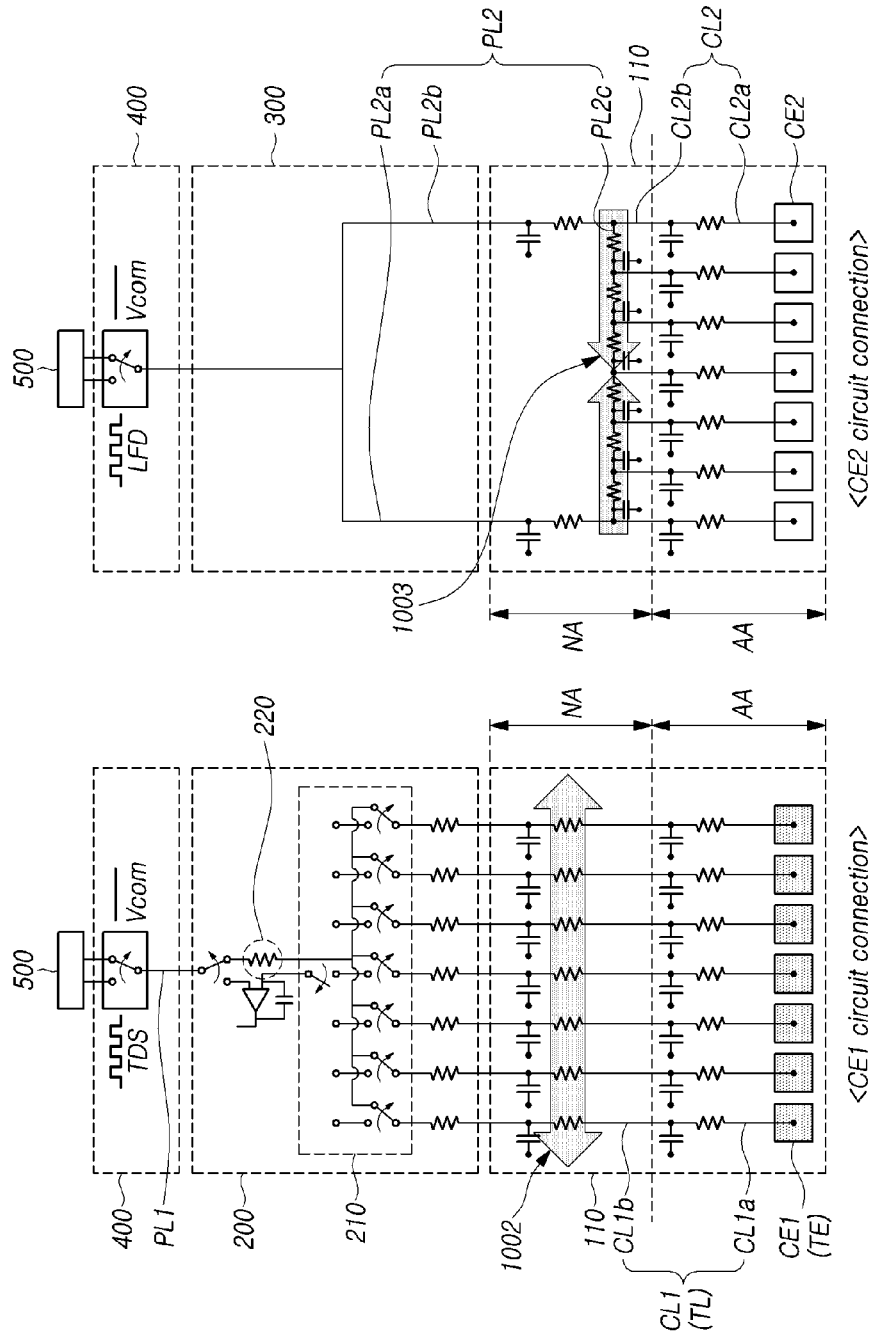 500
Vcom
TDS
400
PL1
200
220
210
1002
110
NA
AA
CL1b
CL1a
CL1
(TL)
CE1
(TE)
<CE1 circuit connection>
500
Vcom
LFD
400
300
PL2a
PL2b
PL2
PL2c
1003
110
NA
AA
CL2b
CL2a
CL2
CE2
<CE2 circuit connection>